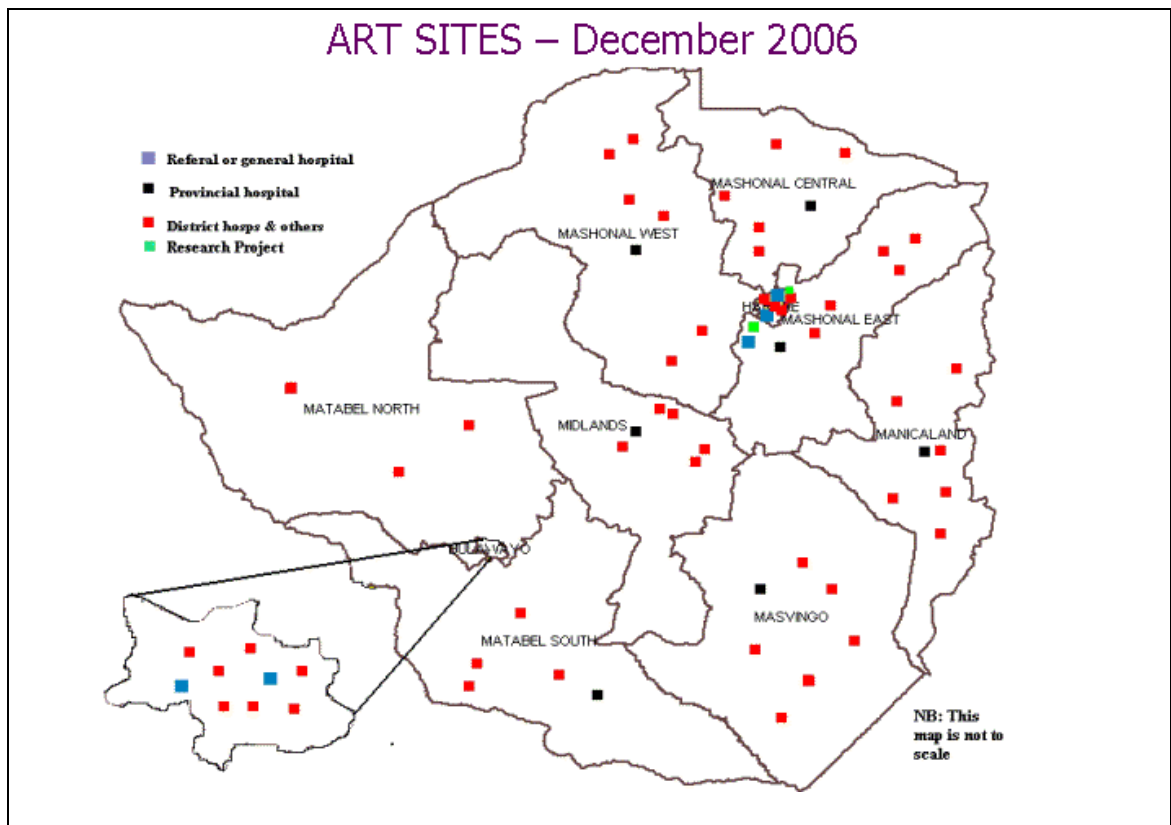 ART SITES – December 2006
Referal or general hospital
Provincial hospital
District hosps & others
Research Project
MASHONAL CENTRAL
MASHONAL WEST
MASHONAL EAST
MATABEL NORTH
MIDLANDS
MANICALAND
MATABEL SOUTH
MASVINGO
NB: This
map is not to
scale